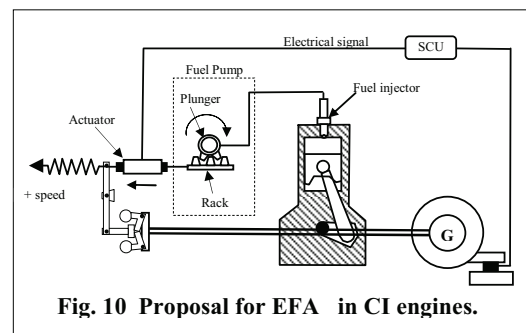 Electrical signal
SCU
Fuel Pump
Plunger
Fuel injector
Actuator
+ speed
Rack
G
Fig. 10 Proposal for EFA in CI engines.